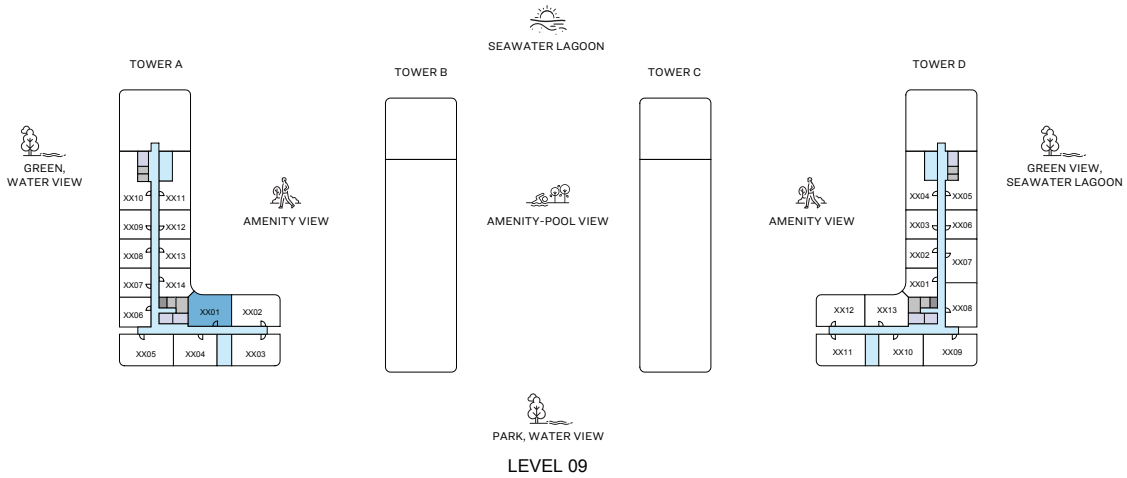 SEAWATER LAGOON
TOWER A
TOWER B
TOWER C
TOWER D
GREEN,
WATER VIEW
AMENITY VIEW
AMENITY-POOL VIEW
AMENITY VIEW
GREEN VIEW,
SEAWATER LAGOON
XX10
XX11
XX09
XX12
XX08
XX13
XX07
XX14
XX06
XX01
XX02
XX05
XX04
XX03
XX04
XX05
XX03
XX06
XX02
XX07
XX01
XX12
XX13
XX08
XX11
XX10
XX09
PARK, WATER VIEW
LEVEL 09